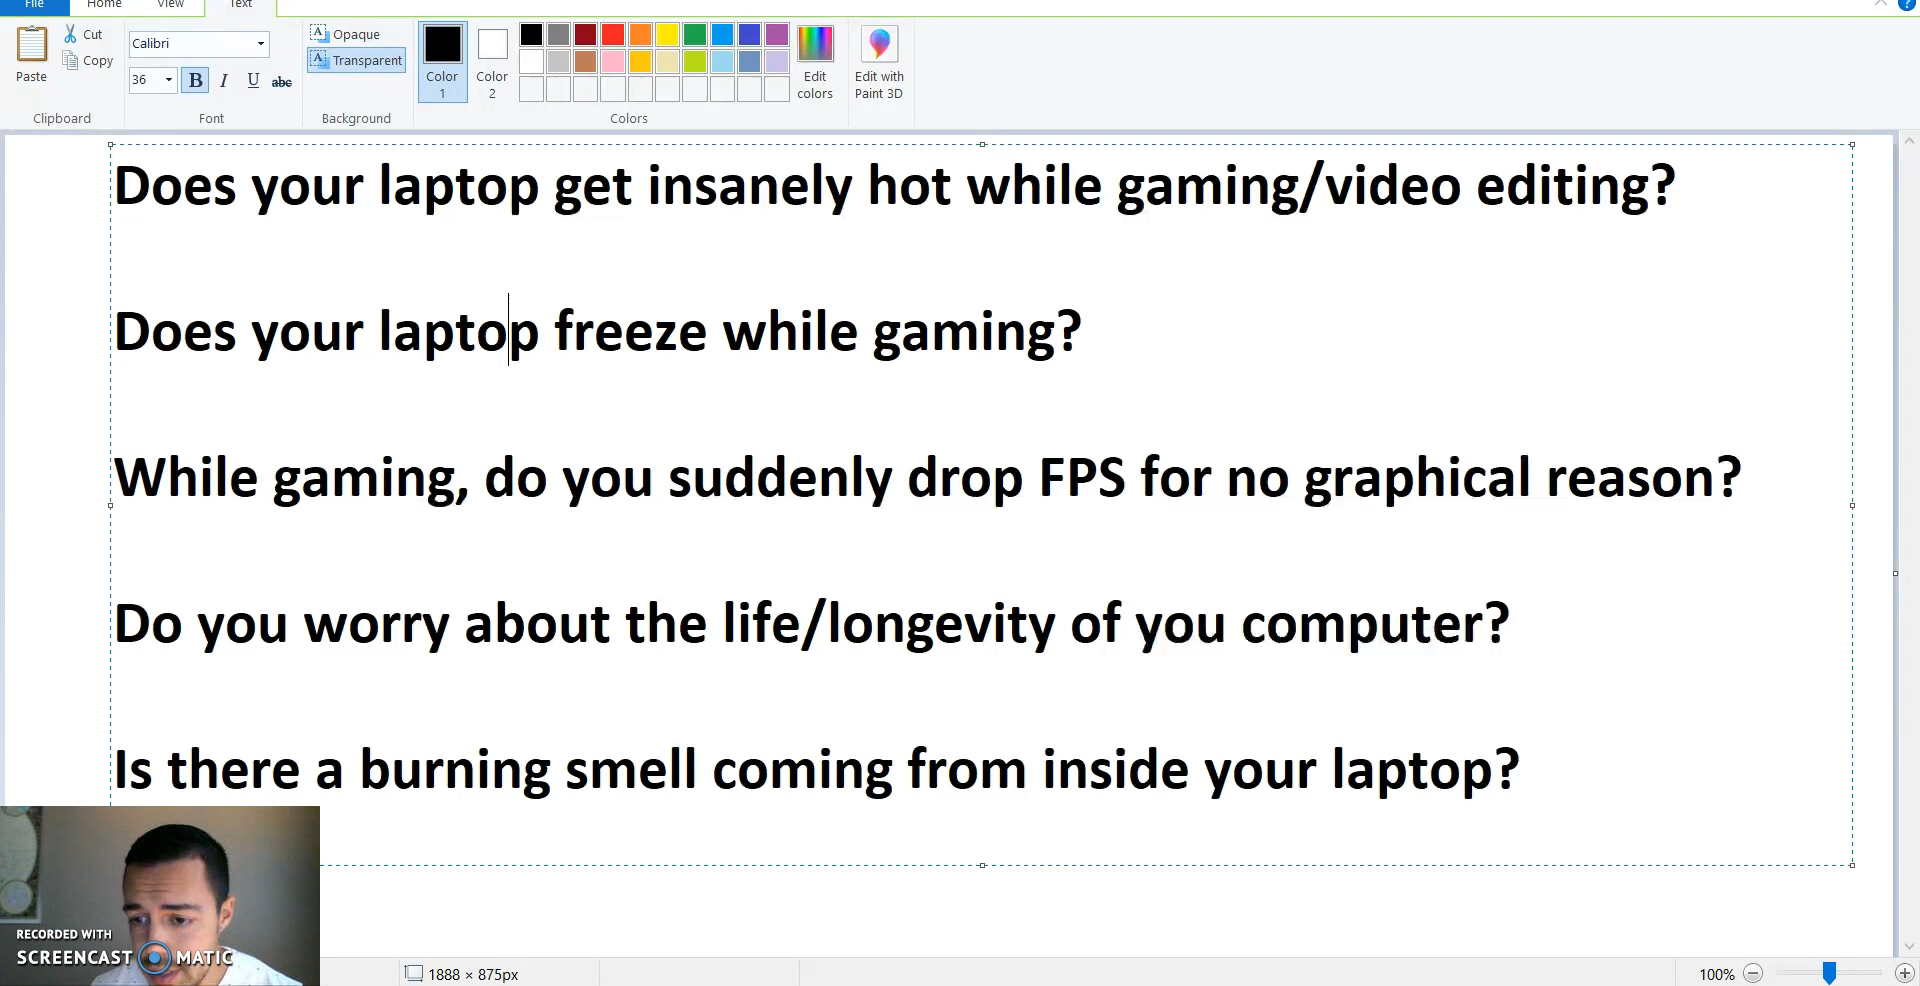 File Home View Text
Cut
Copy
Paste
Clipboard
Calibri
36 B I U abc
Font
Opaque
Transparent
Background
Color 1
Color 2
Edit colors
Colors
Edit with Paint 3D
Does your laptop get insanely hot while gaming/video editing?
Does your laptop freeze while gaming?
While gaming, do you suddenly drop FPS for no graphical reason?
Do you worry about the life/longevity of you computer?
Is there a burning smell coming from inside your laptop?
RECORDED WITH
SCREENCAST MATIC
1888 × 875px
100%